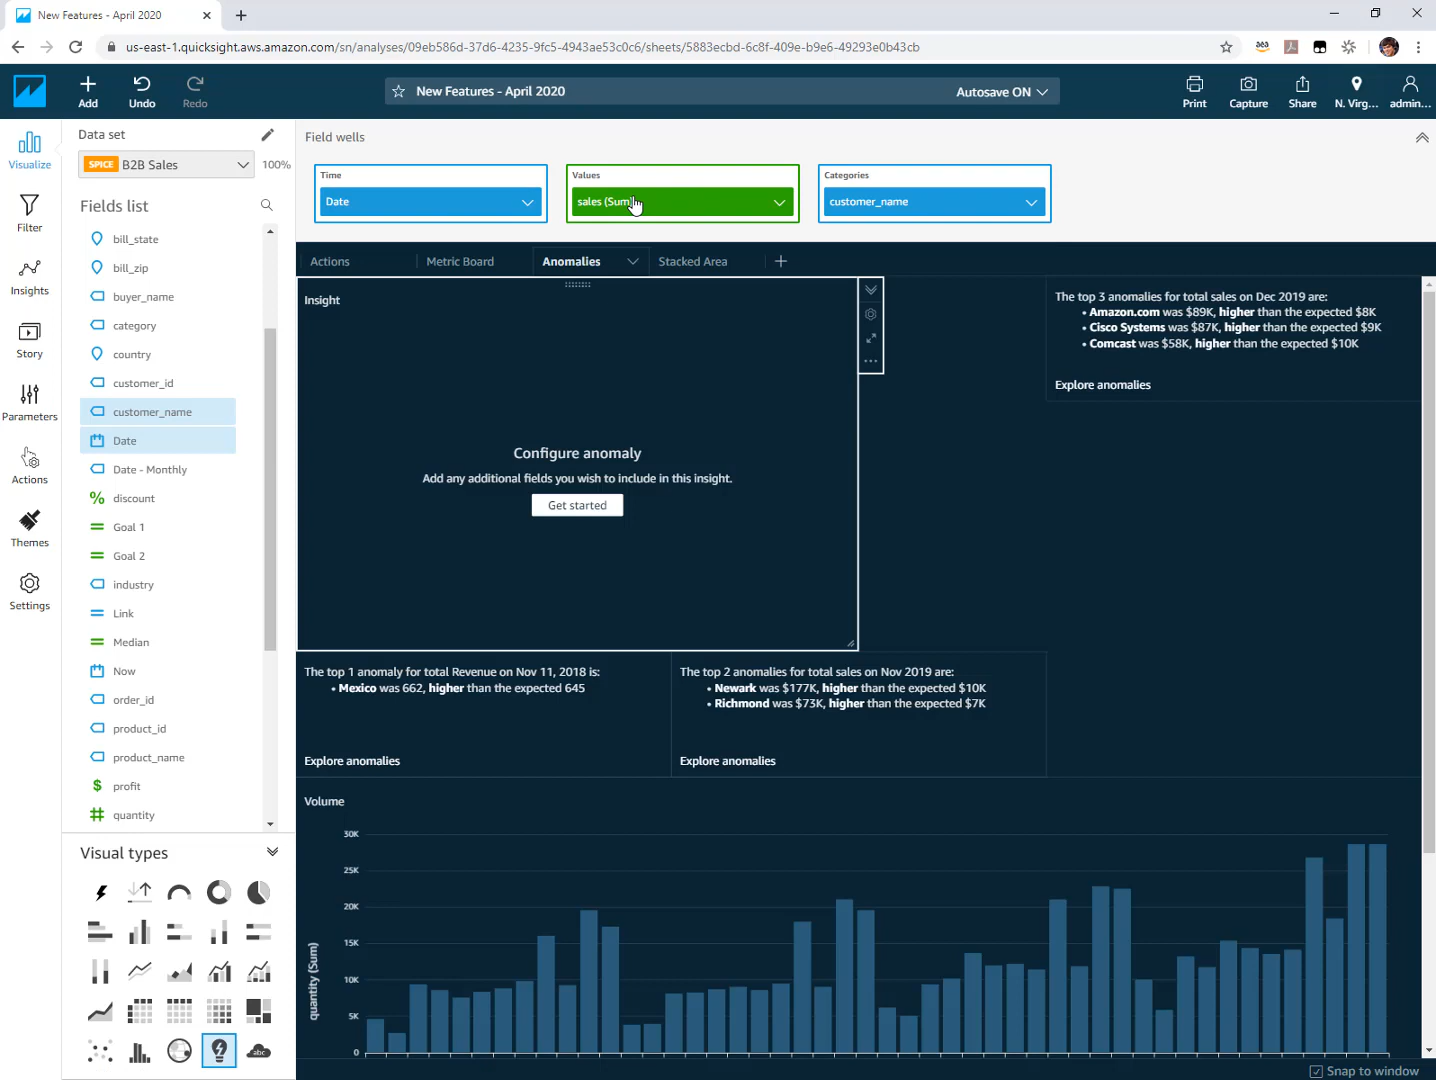 New Features - April 2020
us-east-1.quicksight.aws.amazon.com/sn/analyses/09eb586d-37d6-4235-9fc5-4943ae53c0c6/sheets/5883ecbd-6c8f-409e-b9e6-49293e0b43cb
Add
Undo
Redo
New Features - April 2020
Autosave ON
Print
Capture
Share
N. Virg...
admin...
Visualize
Filter
Insights
Story
Parameters
Actions
Themes
Settings
Data set
SPICE B2B Sales
100%
Fields list
bill_state
bill_zip
buyer_name
category
country
customer_id
customer_name
Date
Date - Monthly
discount
Goal 1
Goal 2
industry
Link
Median
Now
order_id
product_id
product_name
profit
quantity
Visual types
abc
Field wells
Time
Date
Values
sales (Sum)
Categories
customer_name
Actions
Metric Board
Anomalies
Stacked Area
Insight
Configure anomaly
Add any additional fields you wish to include in this insight.
Get started
The top 3 anomalies for total sales on Dec 2019 are:
• Amazon.com was $89K, higher than the expected $8K
• Cisco Systems was $87K, higher than the expected $9K
• Comcast was $58K, higher than the expected $10K
Explore anomalies
The top 1 anomaly for total Revenue on Nov 11, 2018 is:
• Mexico was 662, higher than the expected 645
Explore anomalies
The top 2 anomalies for total sales on Nov 2019 are:
• Newark was $177K, higher than the expected $10K
• Richmond was $73K, higher than the expected $7K
Explore anomalies
Volume
quantity (Sum)
30K
25K
20K
15K
10K
5K
0
Snap to window